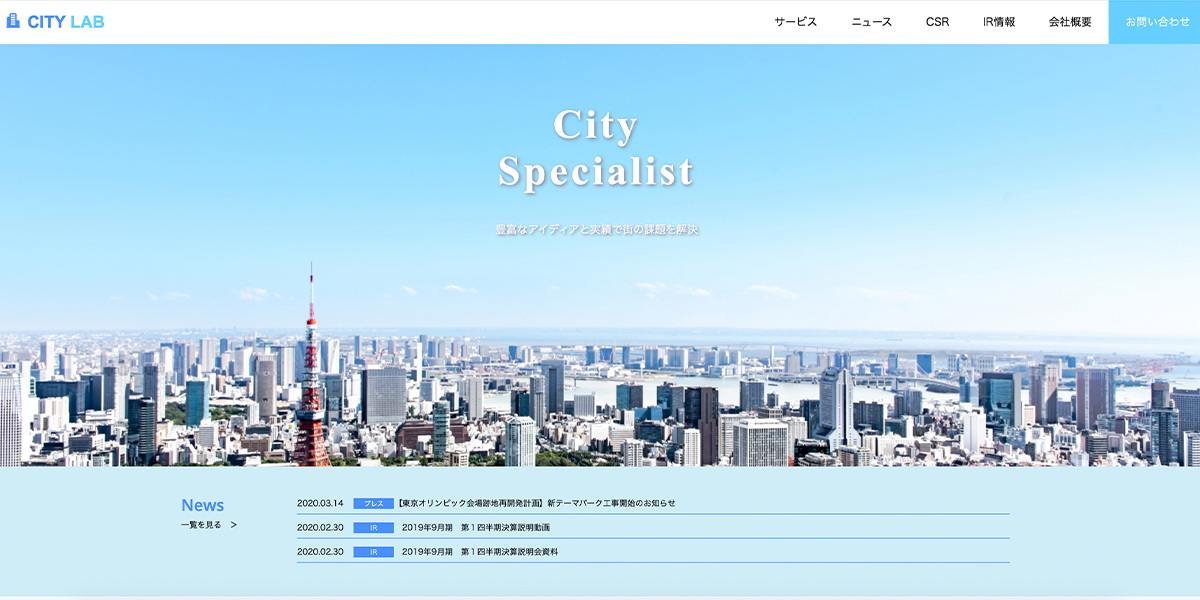 CITY LAB
サービス ニュース CSR IR情報 会社概要 お問い合わせ
City
Specialist
豊富なアイディアと実績で街の課題を解決
News
一覧を見る >
2020.03.14 プレス 【東京オリンピック会場跡地再開発計画】新テーマパーク工事開始のお知らせ
2020.02.30 IR 2019年9月期 第1四半期決算説明動画
2020.02.30 IR 2019年9月期 第1四半期決算説明会資料